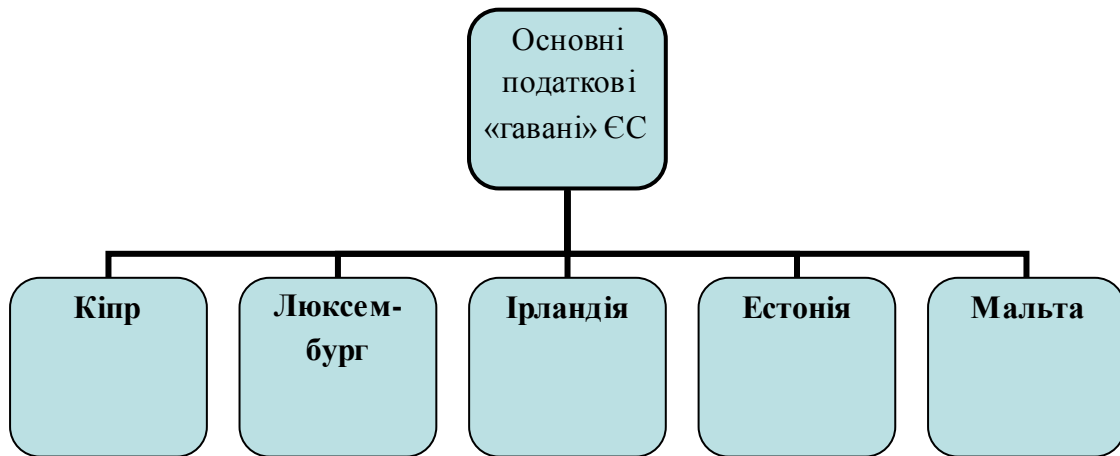 Основні
податкові
«гавані» ЄС
Кіпр
Люксем-
бург
Ірландія
Естонія
Мальта